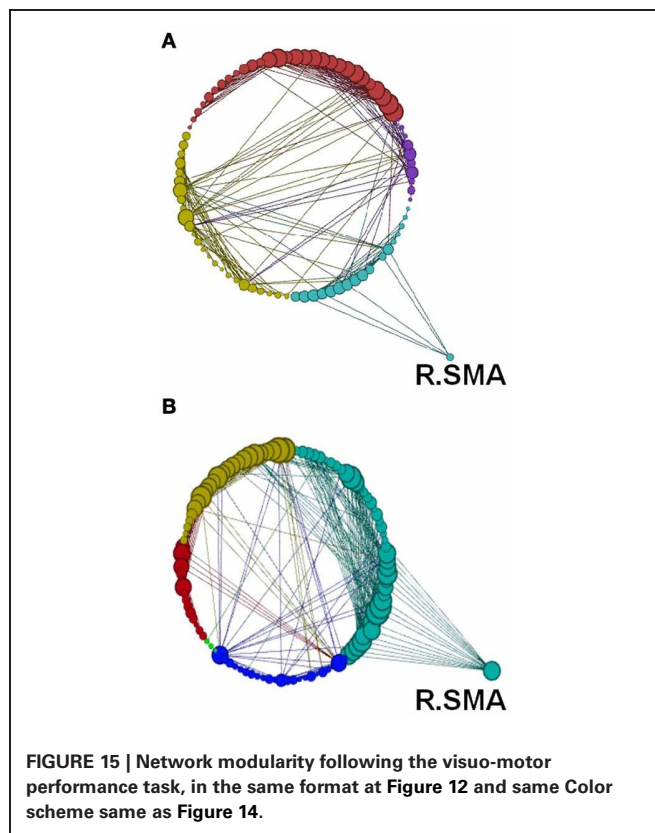 A
R.SMA
B
R.SMA
FIGURE 15 | Network modularity following the visuo-motor
performance task, in the same format at Figure 12 and same Color
scheme same as Figure 14.